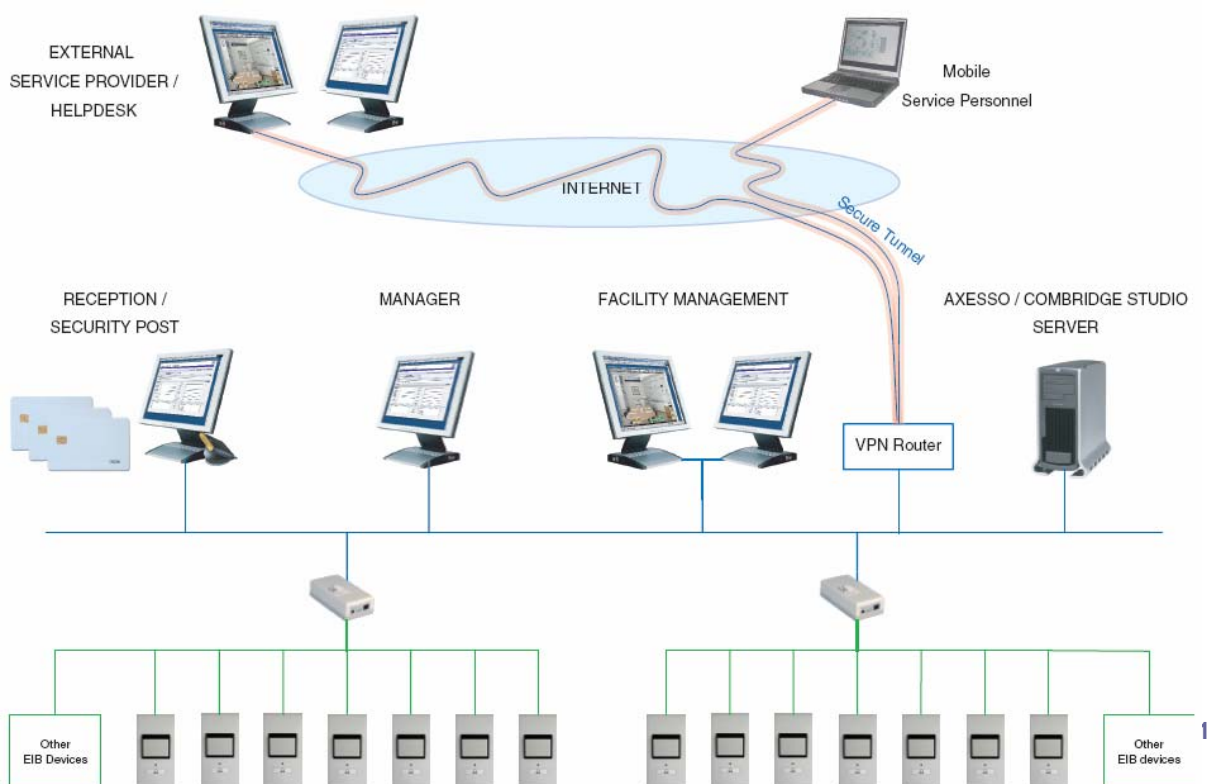 EXTERNAL
SERVICE PROVIDER /
HELPDESK
Mobile
Service Personnel
INTERNET
Secure Tunnel
RECEPTION /
SECURITY POST
MANAGER
FACILITY MANAGEMENT
AXESSO / COMBRIDGE STUDIO
SERVER
VPN Router
Other
EIB Devices
Other
EIB devices
1